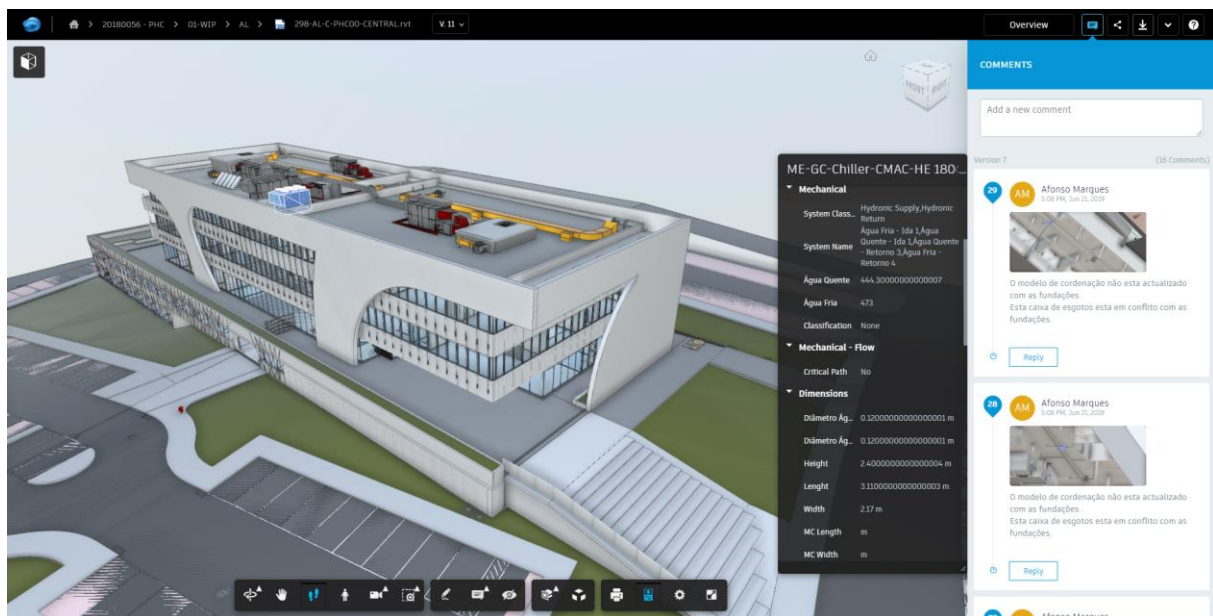 20180056 - PHC > 01-WIP > AL > 298-AL-C-PHC00-CENTRAL.rvt V. 11
Overview
FRONT
RIGHT
ME-GC-Chiller-CMAC-HE 180:...
Mechanical
System Class... Hydronic Supply,Hydronic
Return
System Name Água Fria - Ida 1,Água
Quente - Ida 1,Água Quente
- Retorno 3,Água Fria -
Retorno 4
Água Quente 444.30000000000007
Água Fria 473
Classification None
Mechanical - Flow
Critical Path No
Dimensions
Diâmetro Ág... 0.12000000000000001 m
Diâmetro Ág... 0.12000000000000001 m
Height 2.4000000000000004 m
Lenght 3.1100000000000003 m
Width 2.17 m
MC Length m
MC Width m
COMMENTS
Add a new comment
Version 7 (16 Comments)
29
AM
Afonso Marques
5:08 PM, Jun 21, 2019
O modelo de cordenação não esta actualizado
com as fundações .
Esta caixa de esgotos esta em conflito com as
fundações.
Reply
28
AM
Afonso Marques
5:08 PM, Jun 21, 2019
O modelo de cordenação não esta actualizado
com as fundações .
Esta caixa de esgotos esta em conflito com as
fundações.
Reply
Afonso Marques